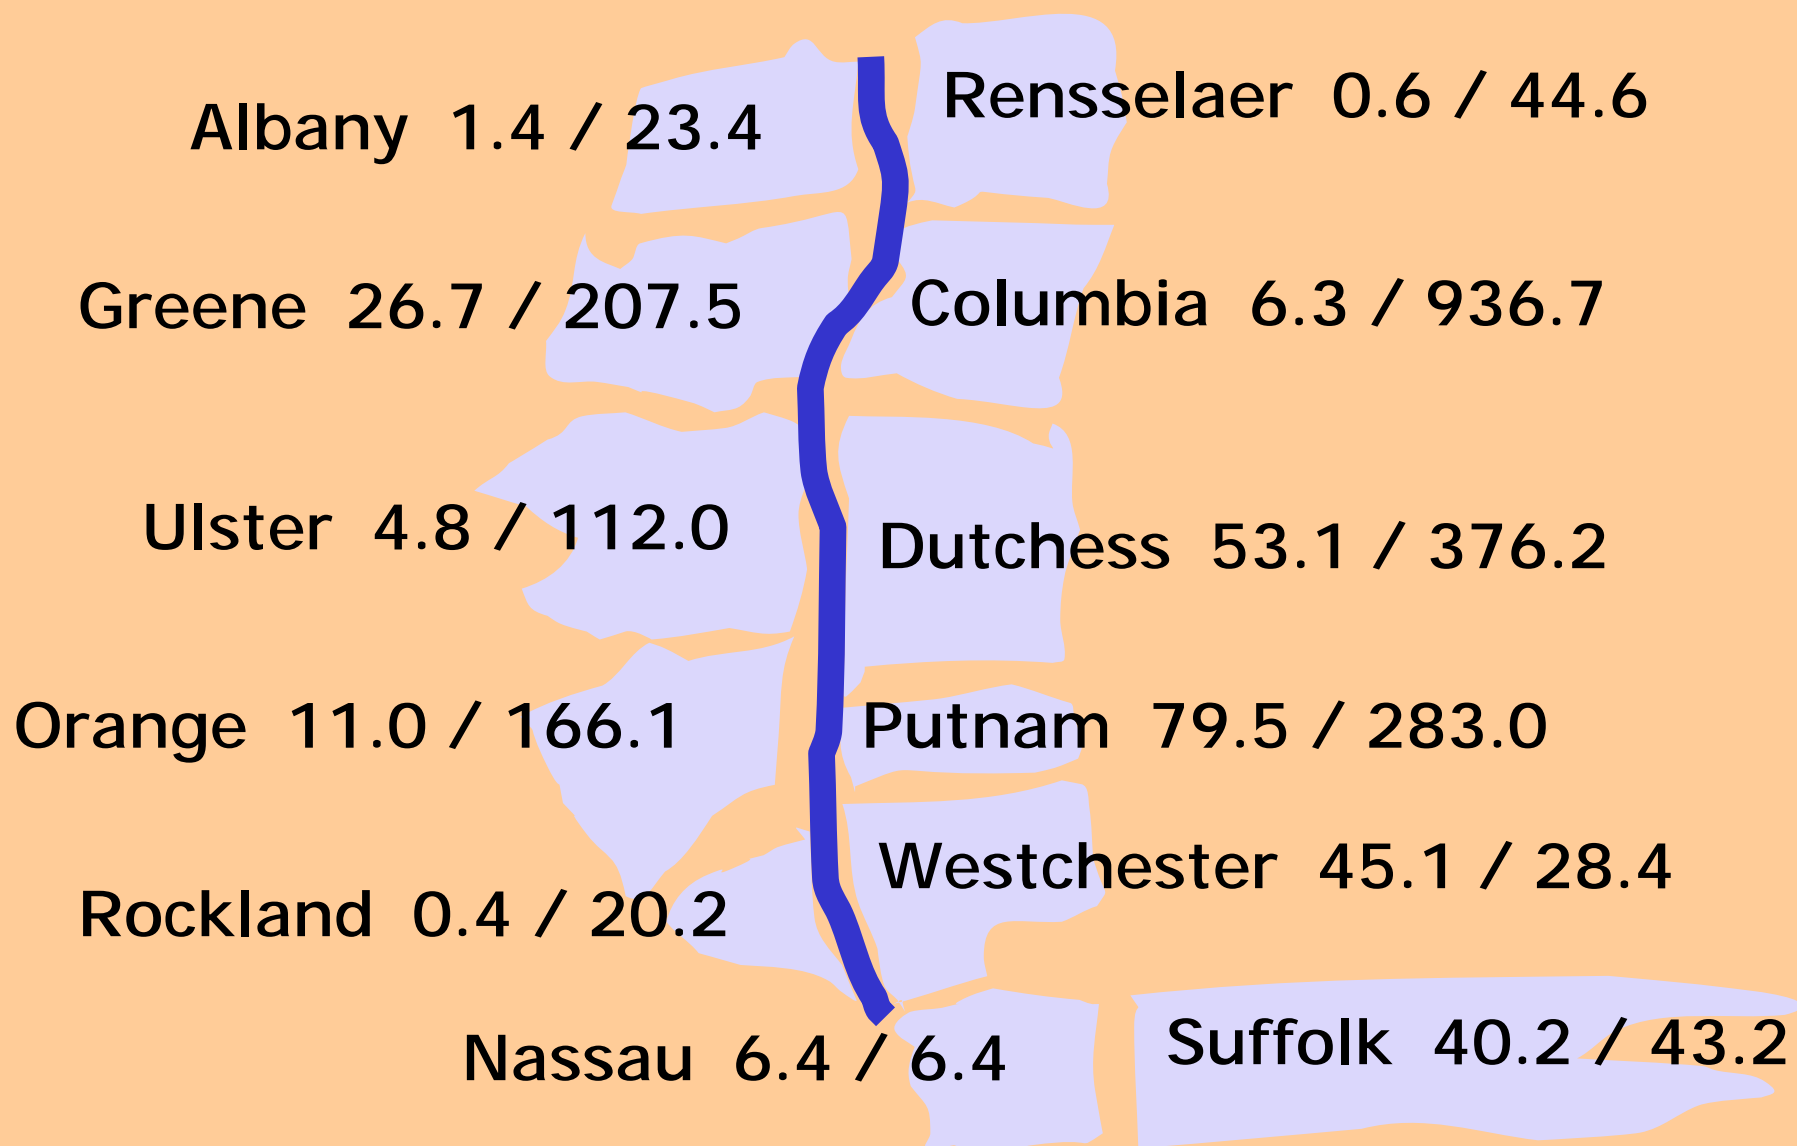 Albany 1.4 / 23.4
Rensselaer 0.6 / 44.6
Greene 26.7 / 207.5
Columbia 6.3 / 936.7
Ulster 4.8 / 112.0
Dutchess 53.1 / 376.2
Orange 11.0 / 166.1
Putnam 79.5 / 283.0
Westchester 45.1 / 28.4
Rockland 0.4 / 20.2
Nassau 6.4 / 6.4
Suffolk 40.2 / 43.2